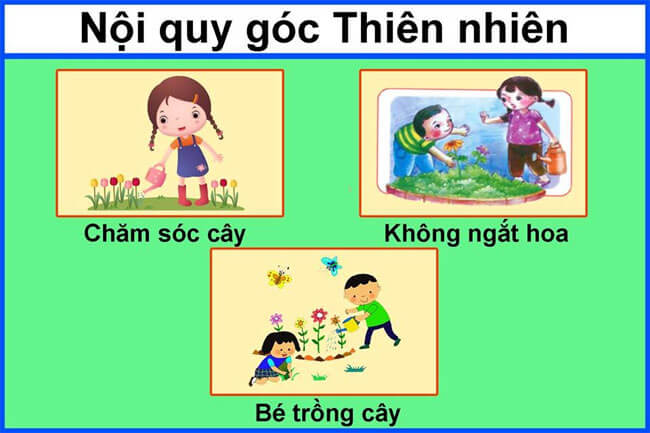 Nội quy góc Thiên nhiên
Chăm sóc cây
Không ngắt hoa
Bé trồng cây